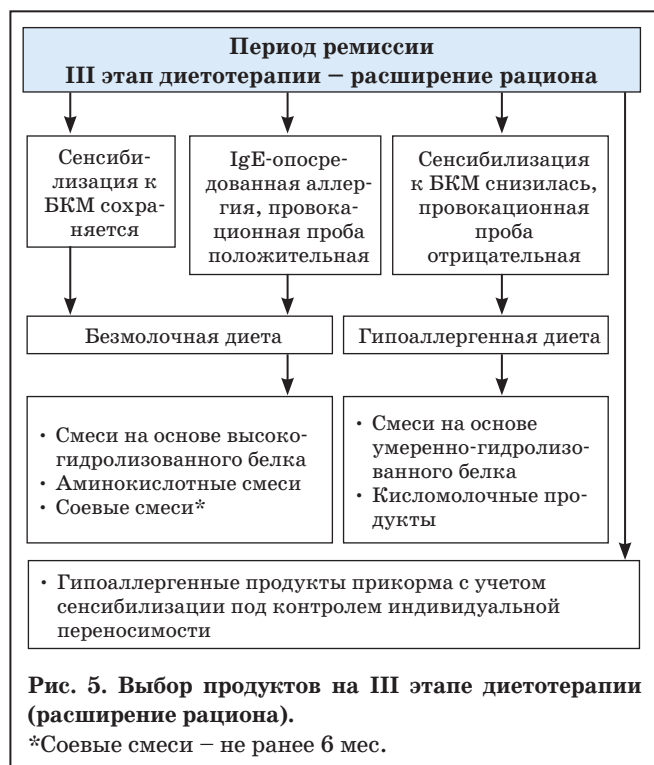 Период ремиссии
III этап диетотерапии – расширение рациона
Сенсиби-
лизация к
БКМ сохра-
няется
IgE-опосре-
дованная аллер-
гия, провока-
ционная проба
положительная
Сенсибилизация
к БКМ снизилась,
провокационная
проба
отрицательная
Безмолочная диета
Гипоаллергенная диета
· Смеси на основе высоко-
гидролизованного белка
· Аминокислотные смеси
· Соевые смеси*
· Смеси на основе
умеренно-гидролизо-
ванного белка
· Кисломолочные про-
дукты
· Гипоаллергенные продукты прикорма с учетом
сенсибилизации под контролем индивидуальной
переносимости
Рис. 5. Выбор продуктов на III этапе диетотерапии
(расширение рациона).
*Соевые смеси – не ранее 6 мес.